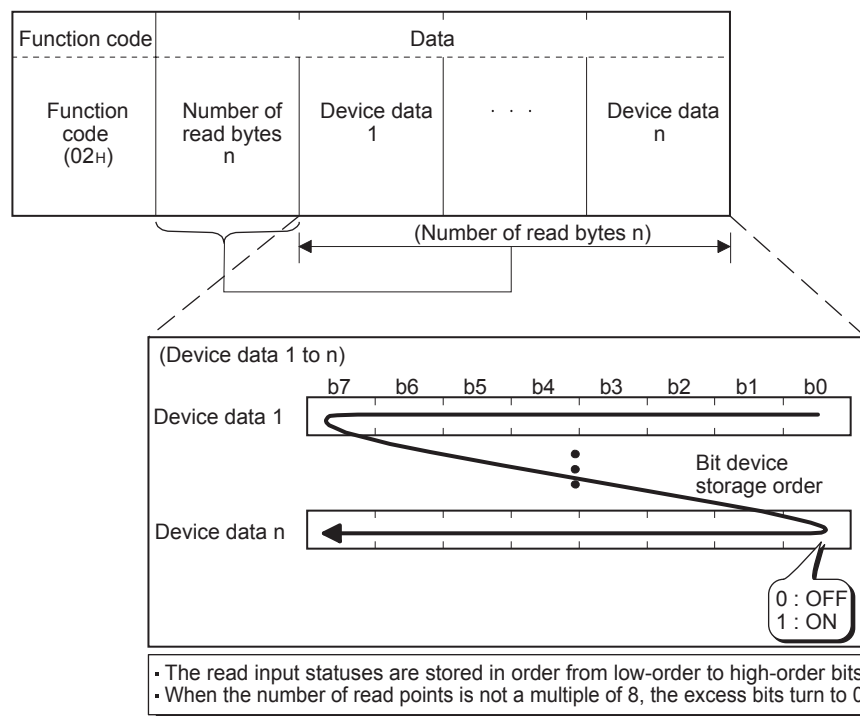 Function code Data
Function code (02H)
Number of read bytes n
Device data 1
. . .
Device data n
(Number of read bytes n)
(Device data 1 to n)
b7 b6 b5 b4 b3 b2 b1 b0
Device data 1
Bit device
storage order
Device data n
0 : OFF
1 : ON
▪ The read input statuses are stored in order from low-order to high-order bits
▪ When the number of read points is not a multiple of 8, the excess bits turn to 0